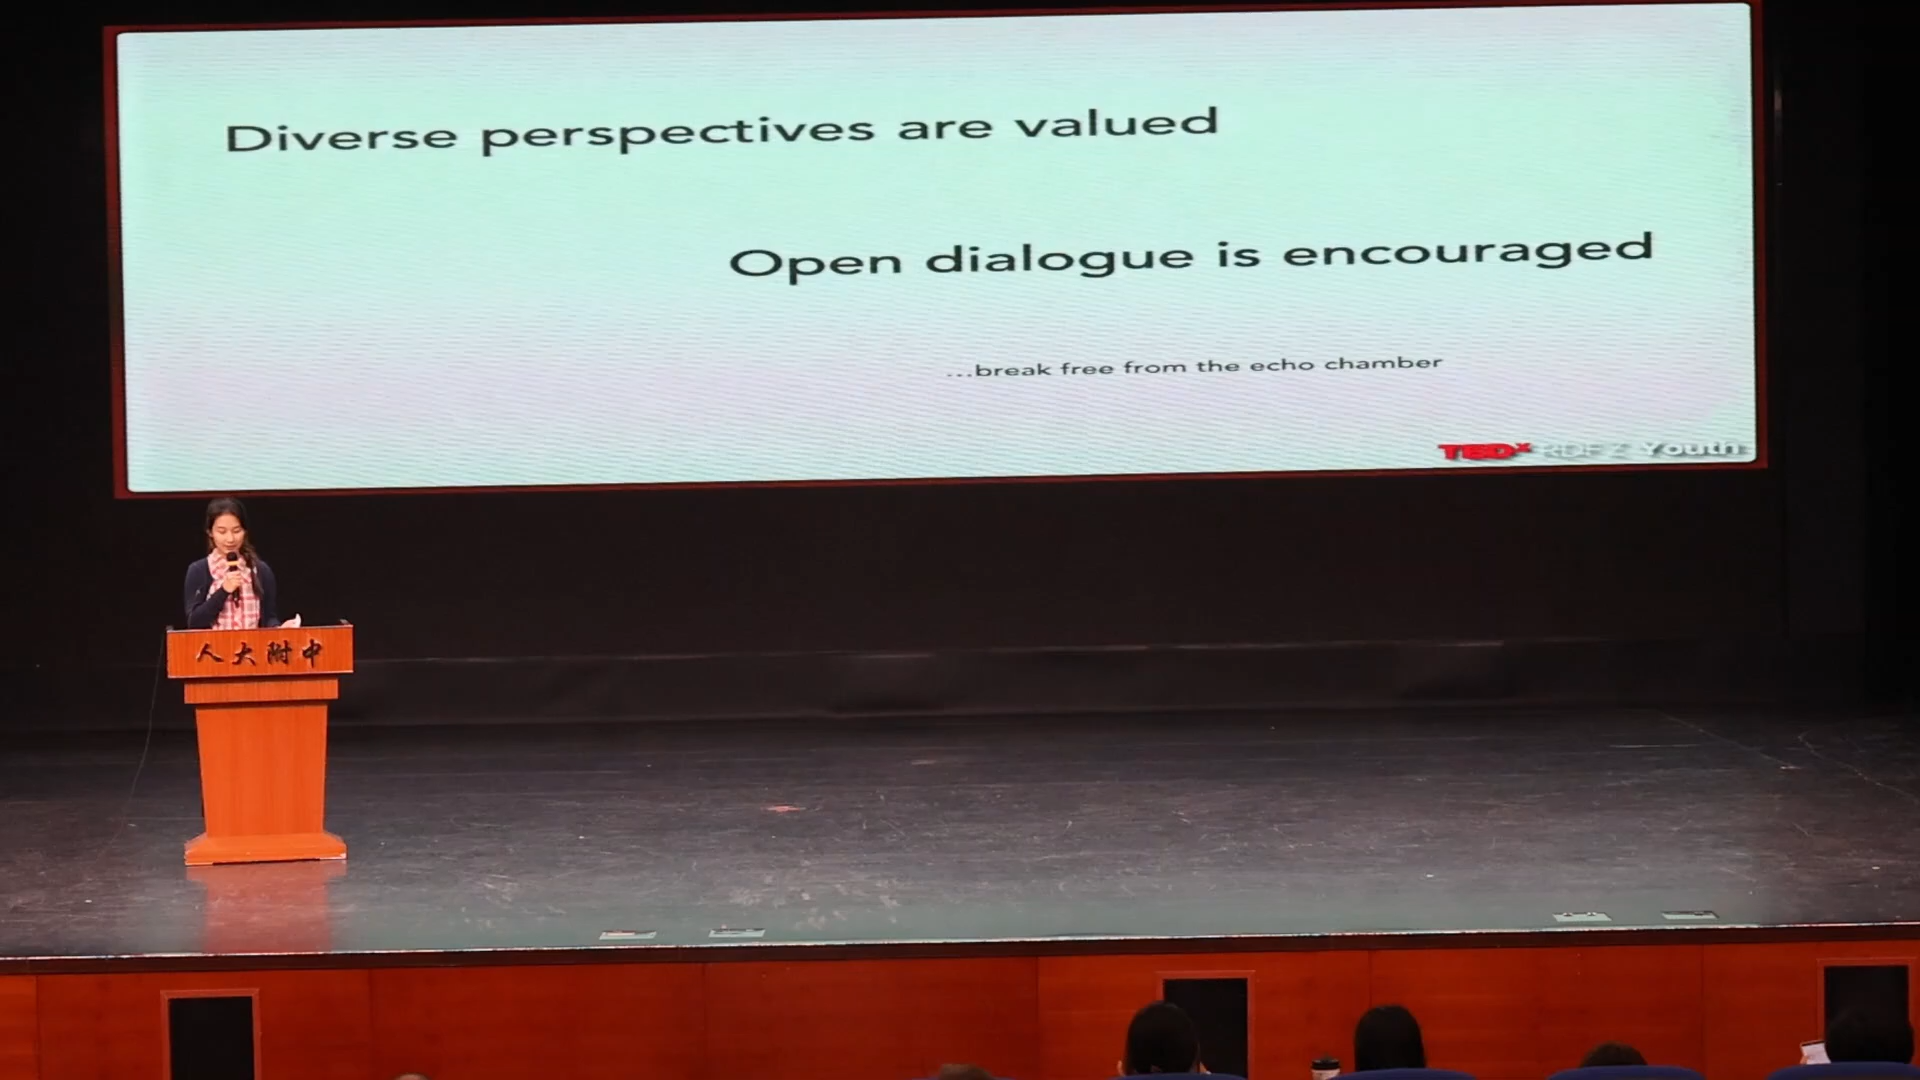 Diverse perspectives are valued
Open dialogue is encouraged
...break free from the echo chamber
TEDx RDFZ Youth
人大附中